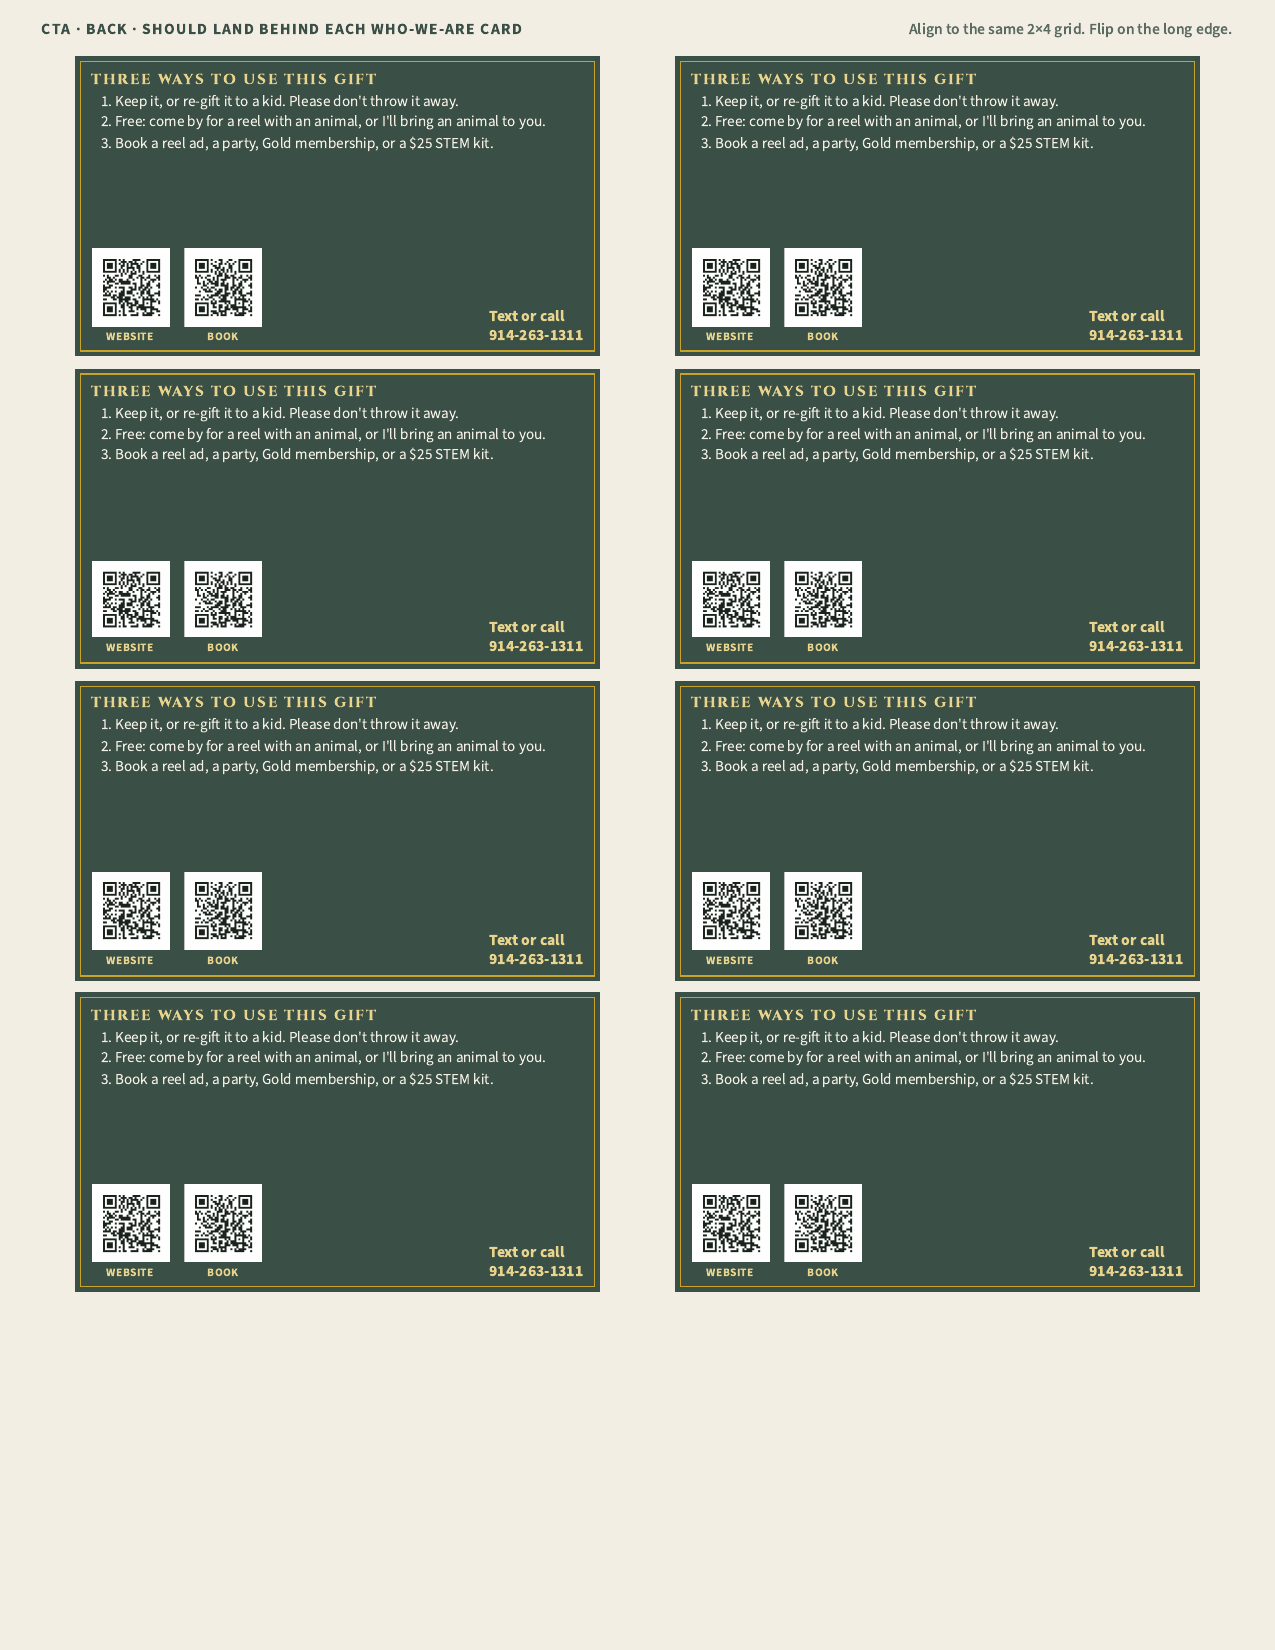 CTA · BACK · SHOULD LAND BEHIND EACH WHO-WE-ARE CARD
Align to the same 2×4 grid. Flip on the long edge.
THREE WAYS TO USE THIS GIFT
1. Keep it, or re-gift it to a kid. Please don't throw it away.
2. Free: come by for a reel with an animal, or I'll bring an animal to you.
3. Book a reel ad, a party, Gold membership, or a $25 STEM kit.
WEBSITE
BOOK
Text or call
914-263-1311
THREE WAYS TO USE THIS GIFT
1. Keep it, or re-gift it to a kid. Please don't throw it away.
2. Free: come by for a reel with an animal, or I'll bring an animal to you.
3. Book a reel ad, a party, Gold membership, or a $25 STEM kit.
WEBSITE
BOOK
Text or call
914-263-1311
THREE WAYS TO USE THIS GIFT
1. Keep it, or re-gift it to a kid. Please don't throw it away.
2. Free: come by for a reel with an animal, or I'll bring an animal to you.
3. Book a reel ad, a party, Gold membership, or a $25 STEM kit.
WEBSITE
BOOK
Text or call
914-263-1311
THREE WAYS TO USE THIS GIFT
1. Keep it, or re-gift it to a kid. Please don't throw it away.
2. Free: come by for a reel with an animal, or I'll bring an animal to you.
3. Book a reel ad, a party, Gold membership, or a $25 STEM kit.
WEBSITE
BOOK
Text or call
914-263-1311
THREE WAYS TO USE THIS GIFT
1. Keep it, or re-gift it to a kid. Please don't throw it away.
2. Free: come by for a reel with an animal, or I'll bring an animal to you.
3. Book a reel ad, a party, Gold membership, or a $25 STEM kit.
WEBSITE
BOOK
Text or call
914-263-1311
THREE WAYS TO USE THIS GIFT
1. Keep it, or re-gift it to a kid. Please don't throw it away.
2. Free: come by for a reel with an animal, or I'll bring an animal to you.
3. Book a reel ad, a party, Gold membership, or a $25 STEM kit.
WEBSITE
BOOK
Text or call
914-263-1311
THREE WAYS TO USE THIS GIFT
1. Keep it, or re-gift it to a kid. Please don't throw it away.
2. Free: come by for a reel with an animal, or I'll bring an animal to you.
3. Book a reel ad, a party, Gold membership, or a $25 STEM kit.
WEBSITE
BOOK
Text or call
914-263-1311
THREE WAYS TO USE THIS GIFT
1. Keep it, or re-gift it to a kid. Please don't throw it away.
2. Free: come by for a reel with an animal, or I'll bring an animal to you.
3. Book a reel ad, a party, Gold membership, or a $25 STEM kit.
WEBSITE
BOOK
Text or call
914-263-1311